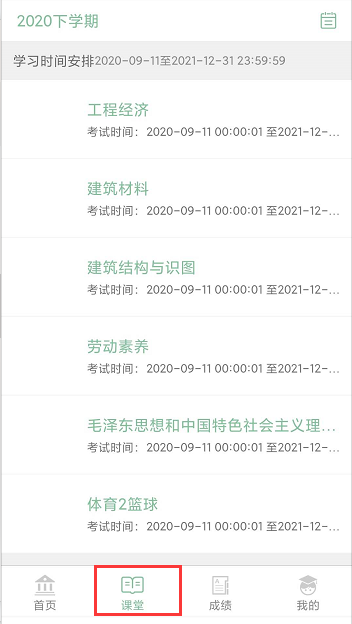 2020下学期
学习时间安排2020-09-11至2021-12-31 23:59:59
工程经济
考试时间：2020-09-11 00:00:01 至2021-12-...
建筑材料
考试时间：2020-09-11 00:00:01 至2021-12-...
建筑结构与识图
考试时间：2020-09-11 00:00:01 至2021-12-...
劳动素养
考试时间：2020-09-11 00:00:01 至2021-12-...
毛泽东思想和中国特色社会主义理...
考试时间：2020-09-11 00:00:01 至2021-12-...
体育2篮球
考试时间：2020-09-11 00:00:01 至2021-12-...
首页 课堂 成绩 我的